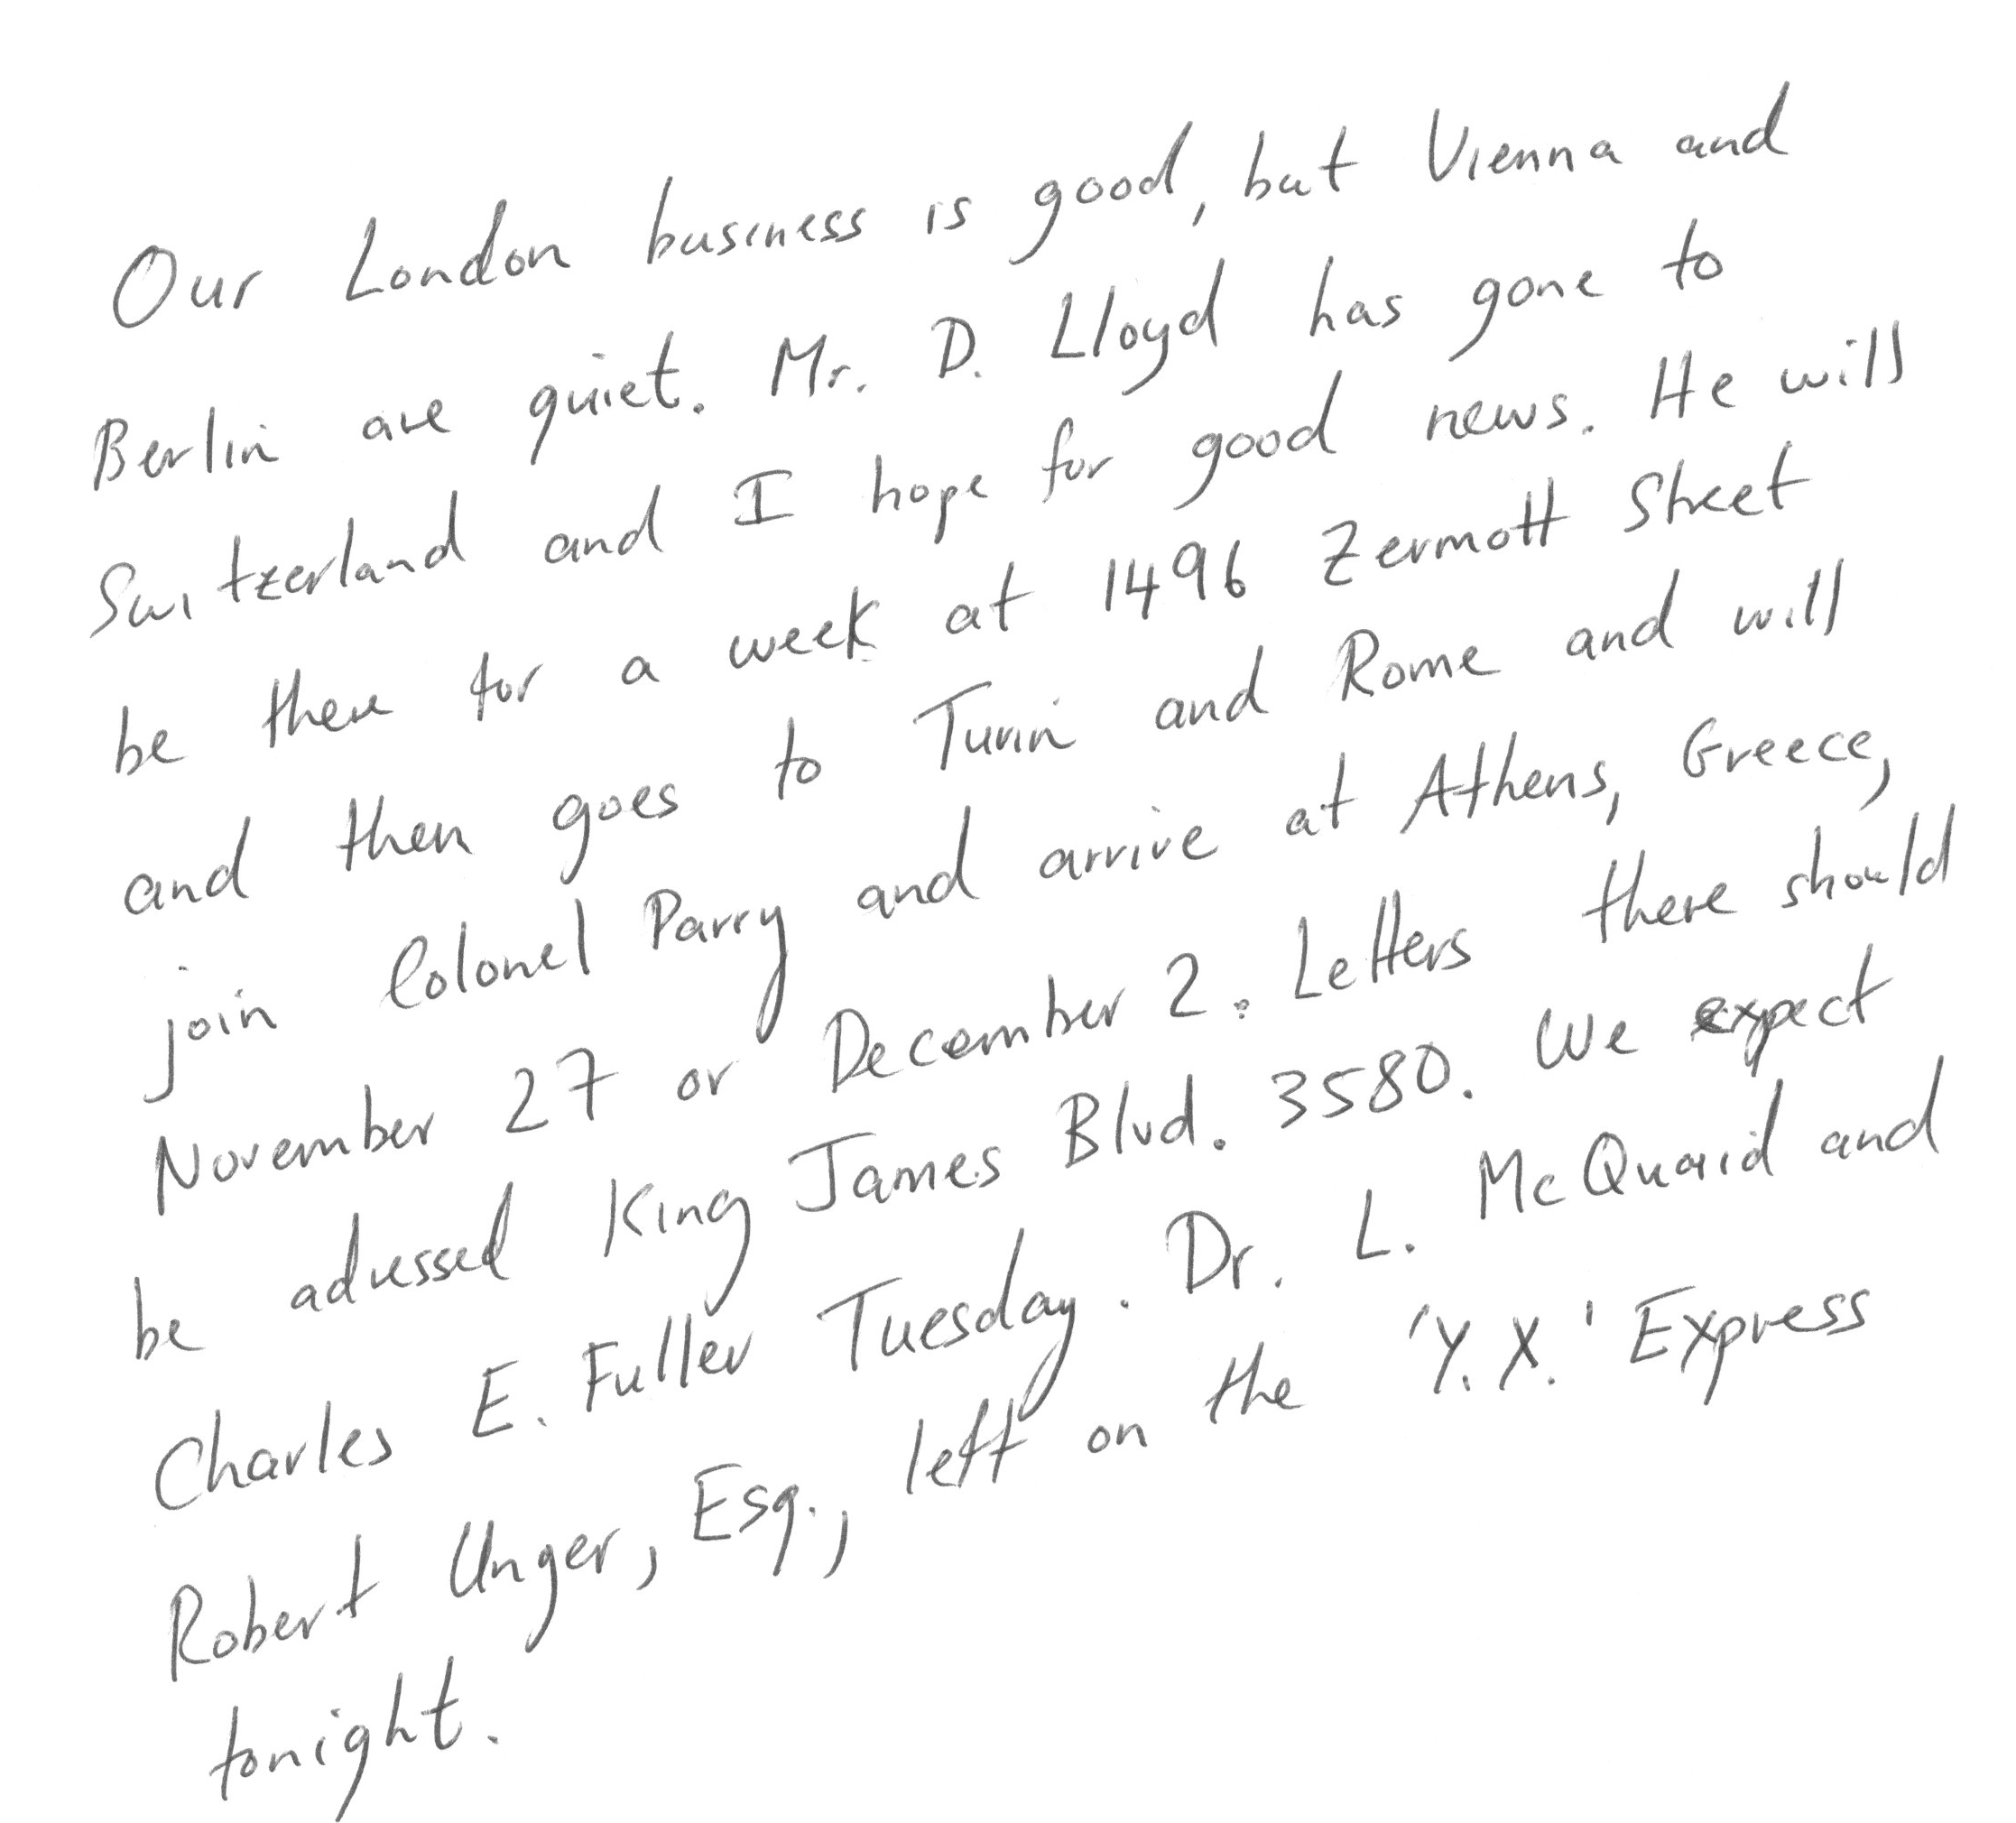 Our London business is good, but Vienna and
Berlin are quiet. Mr. D. Lloyd has gone to
Switzerland and I hope for good news. He will
be there for a week at 1496 Zermott Street
and then goes to Turin and Rome and will
join Colonel Parry and arrive at Athens, Greece,
November 27 or December 2. Letters there should
be adressed King James Blvd. 3580. We expect
Charles E. Fuller Tuesday. Dr. L. McQuaid and
Robert Unger, Esq., left on the 'Y.X.' Express
tonight.